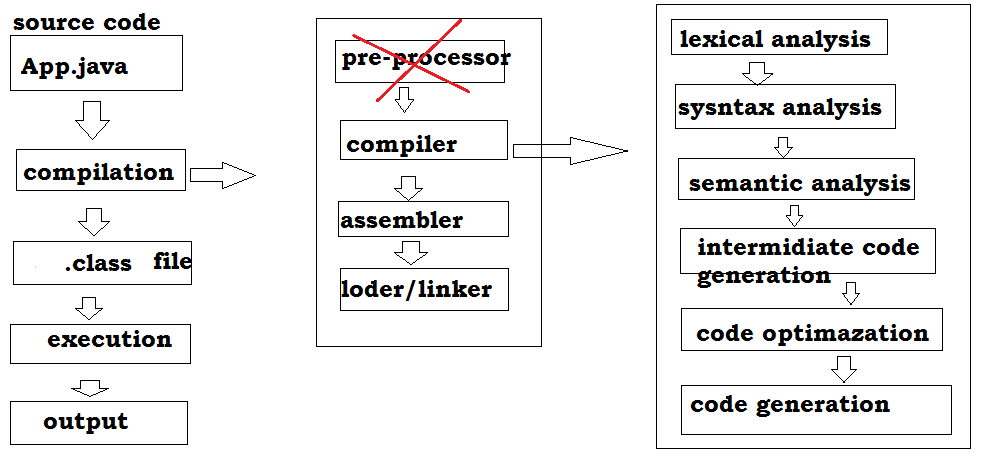 source code
App.java
compilation
.class file
execution
output
pre-processor
compiler
assembler
loder/linker
lexical analysis
sysntax analysis
semantic analysis
intermidiate code
generation
code optimazation
code generation